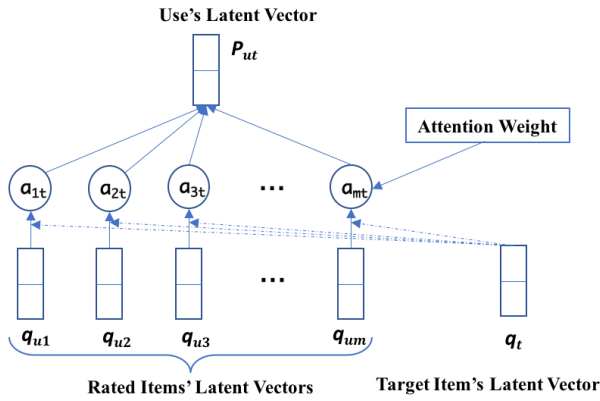 Use's Latent Vector
P_ut
Attention Weight
a_1t a_2t a_3t ... a_mt
q_u1 q_u2 q_u3 ... q_um q_t
Rated Items' Latent Vectors Target Item's Latent Vector